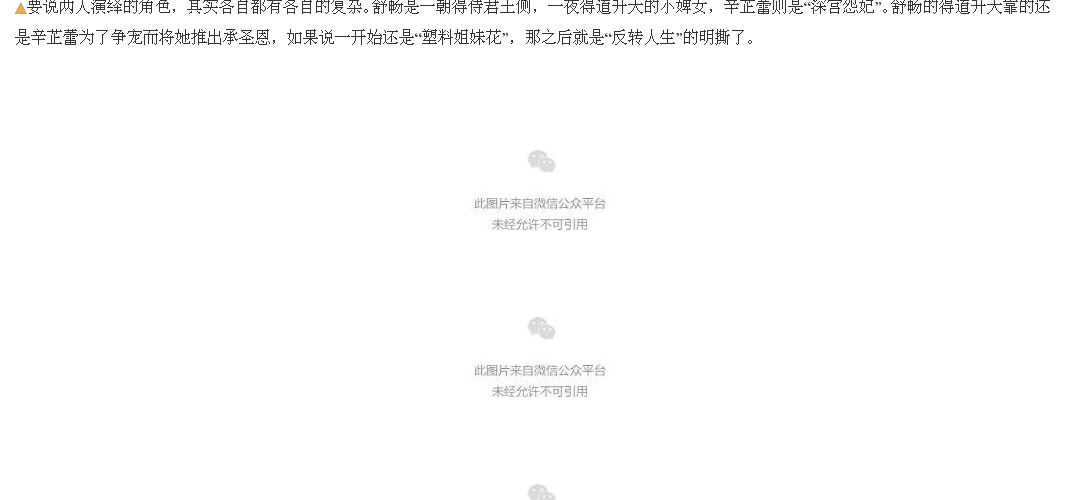 ▲要说两人演绎的角色，其实各自都有各自的复杂。舒畅是一朝得侍君王侧，一夜得道升天的小婢女，辛芷蕾则是“深宫怨妃”。舒畅的得道升天靠的还
是辛芷蕾为了争宠而将她推出承圣恩，如果说一开始还是“塑料姐妹花”，那之后就是“反转人生”的明撕了。
此图片来自微信公众平台
未经允许不可引用
此图片来自微信公众平台
未经允许不可引用